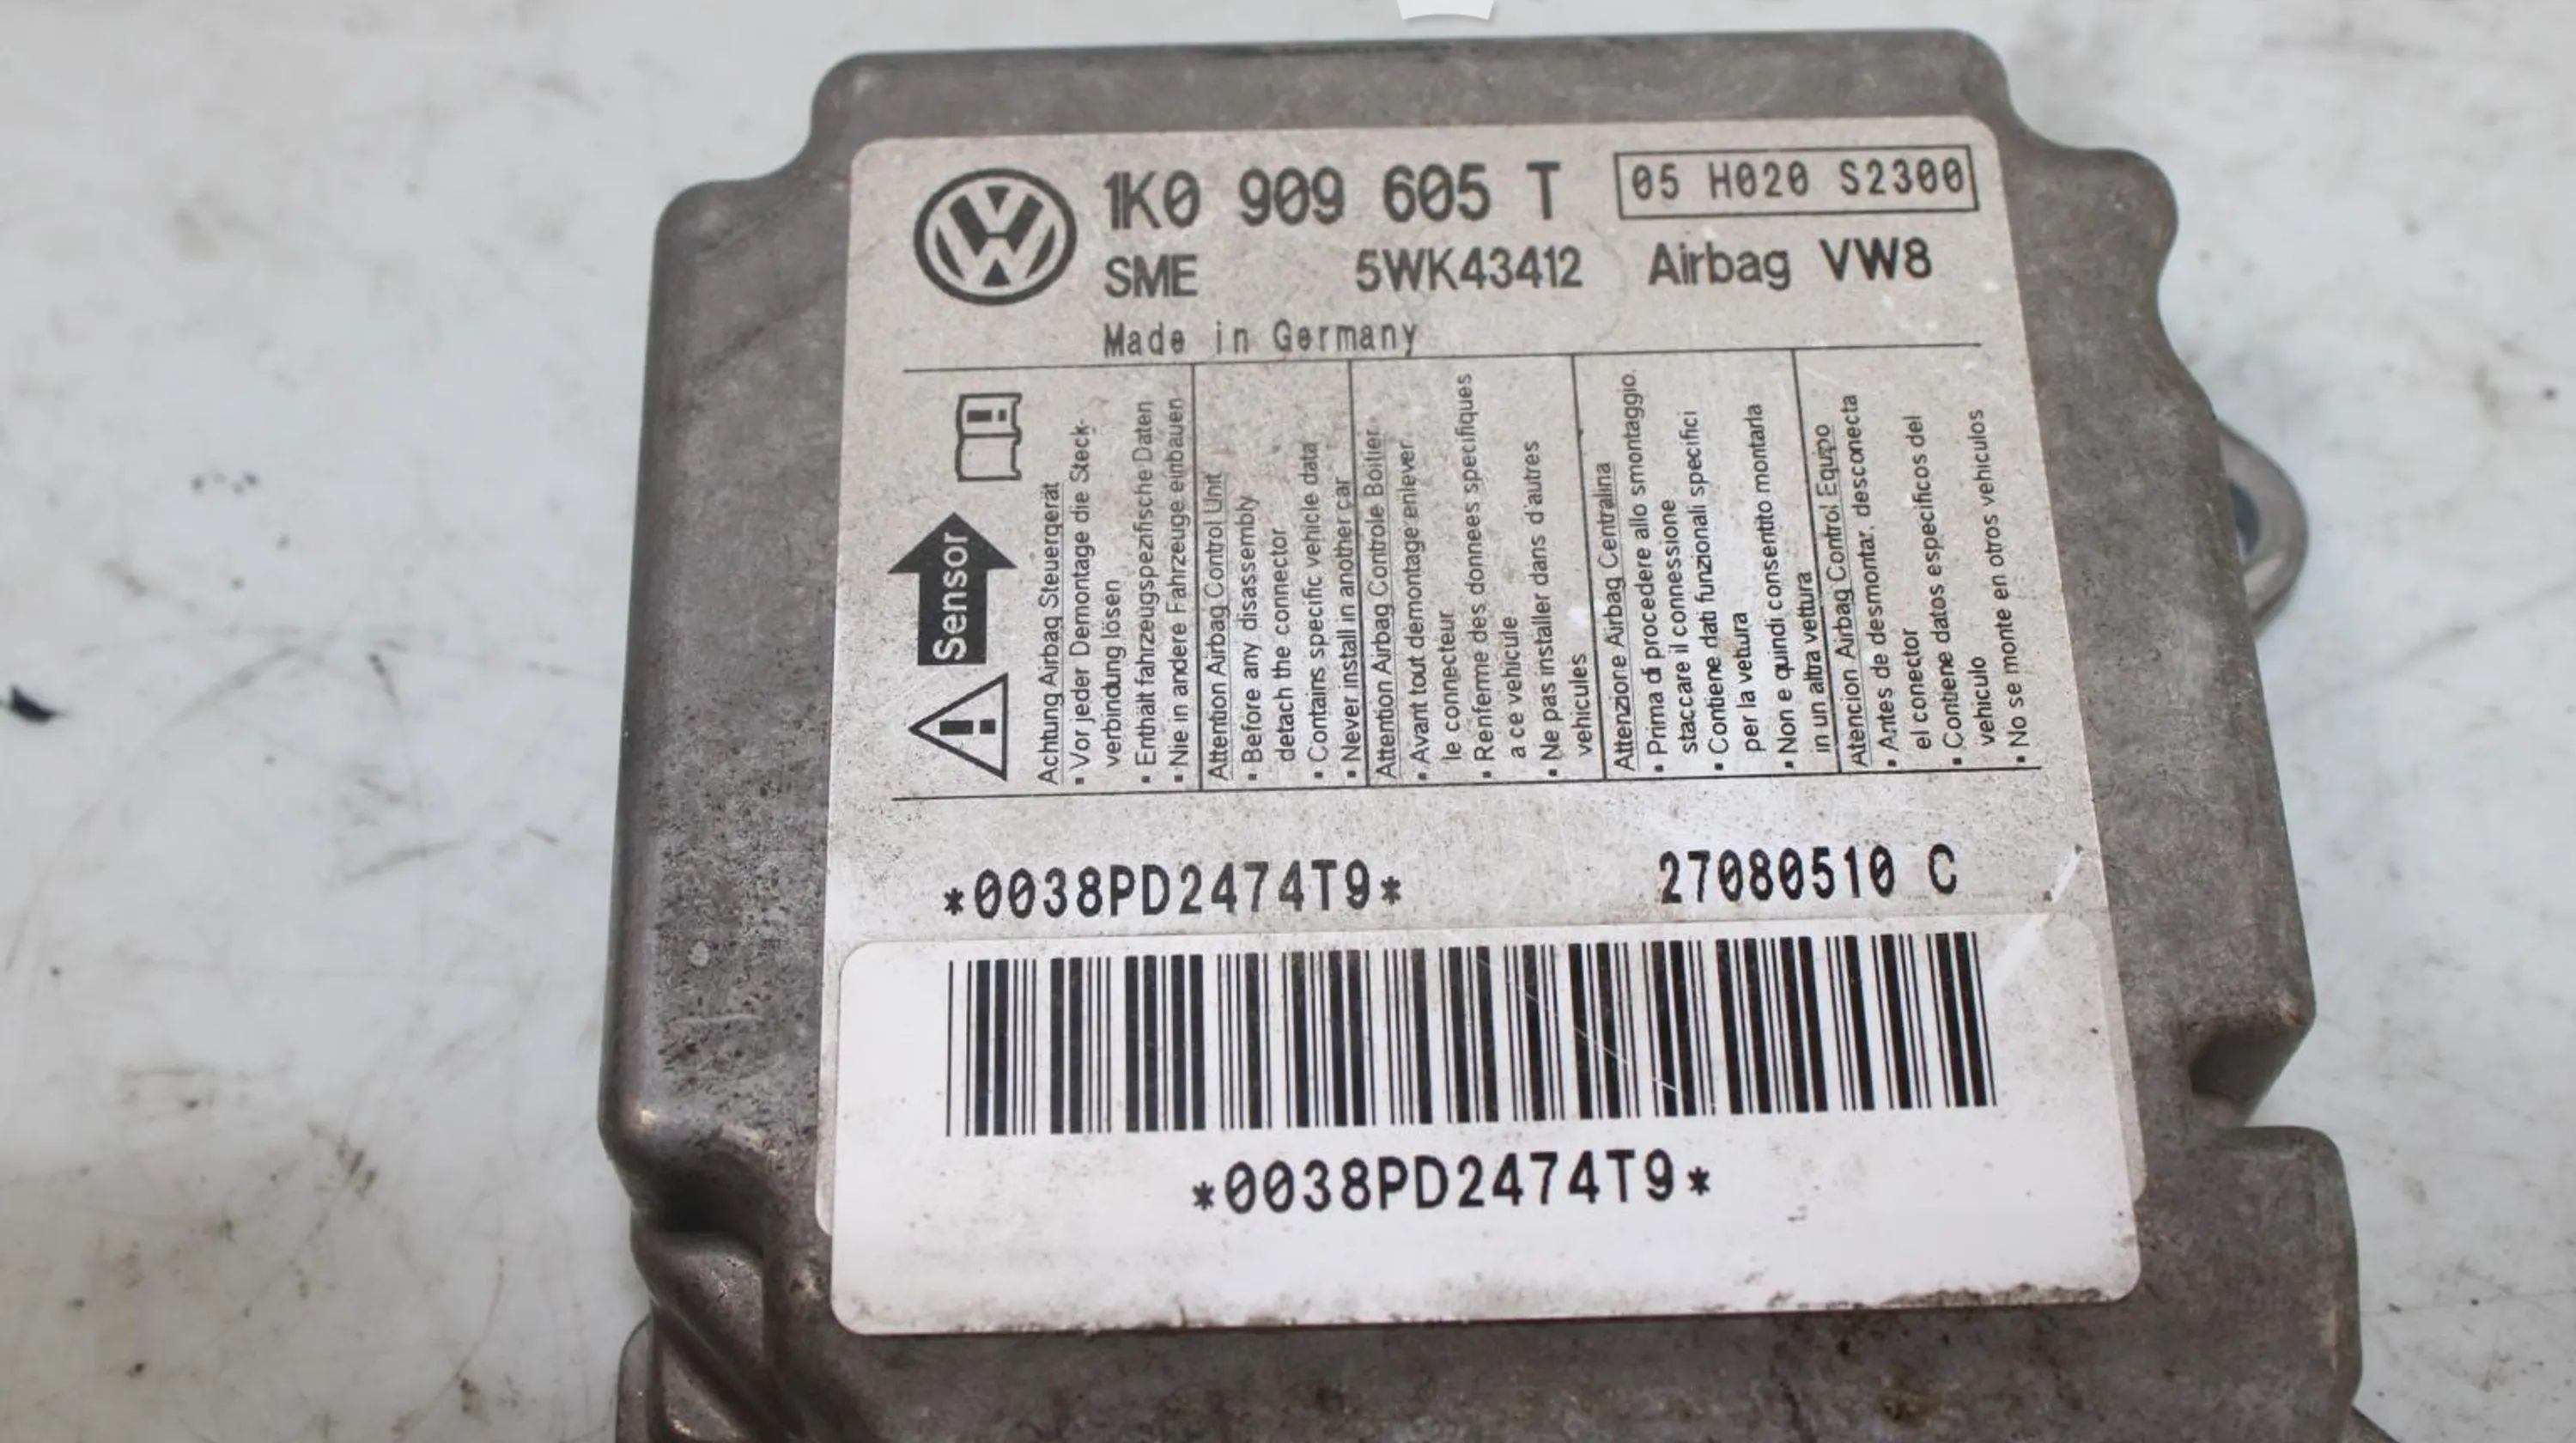 1K0 909 605 T
05 H020 S2300
SME 5WK43412 Airbag VW8
Made in Germany
Sensor
Achtung Airbag Steuergerät
▪ Vor jeder Demontage die Steck-
verbindung lösen
▪ Enthält fahrzeugspezifische Daten
▪ Nie in andere Fahrzeuge einbauen
Attention Airbag Control Unit
▪ Before any disassembly
detach the connector
▪ Contains specific vehicle data
▪ Never install in another car
Attention Airbag Controle Boitier
▪ Avant tout demontage enlever
le connecteur
▪ Renferme des donnees specifiques
a ce vehicule
▪ Ne pas installer dans d'autres
vehicules
Attenzione Airbag Centralina
▪ Prima di procedere allo smontaggio.
staccare il connessione
▪ Contiene dati funzionali specifici
per la vetura
▪ Non e quindi consentito montarla
in un altra vettura
Atencion Airbag Control Equipo
▪ Antes de desmontar. desconecta
el conector
▪ Contiene datos especificos del
vehiculo
▪ No se monte en otros vehiculos
*0038PD2474T9* 27080510 C
*0038PD2474T9*